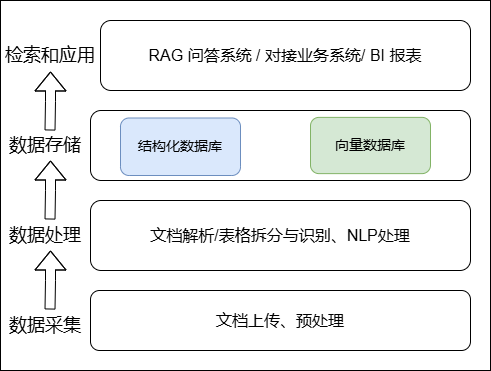 检索和应用
RAG 问答系统 / 对接业务系统/ BI 报表
数据存储
结构化数据库
向量数据库
数据处理
文档解析/表格拆分与识别、NLP处理
数据采集
文档上传、预处理